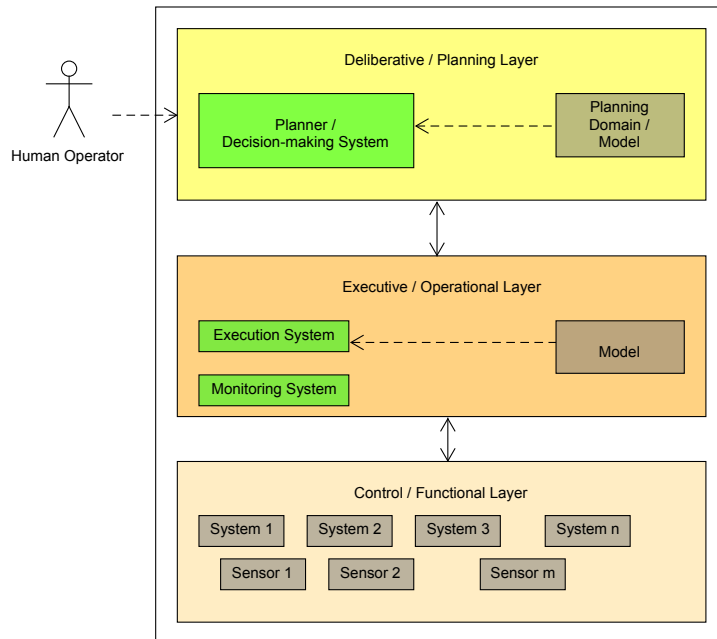 Deliberative / Planning Layer
Planner /
Decision-making System
Planning
Domain /
Model
Human Operator
Executive / Operational Layer
Execution System
Model
Monitoring System
Control / Functional Layer
System 1
System 2
System 3
System n
Sensor 1
Sensor 2
Sensor m